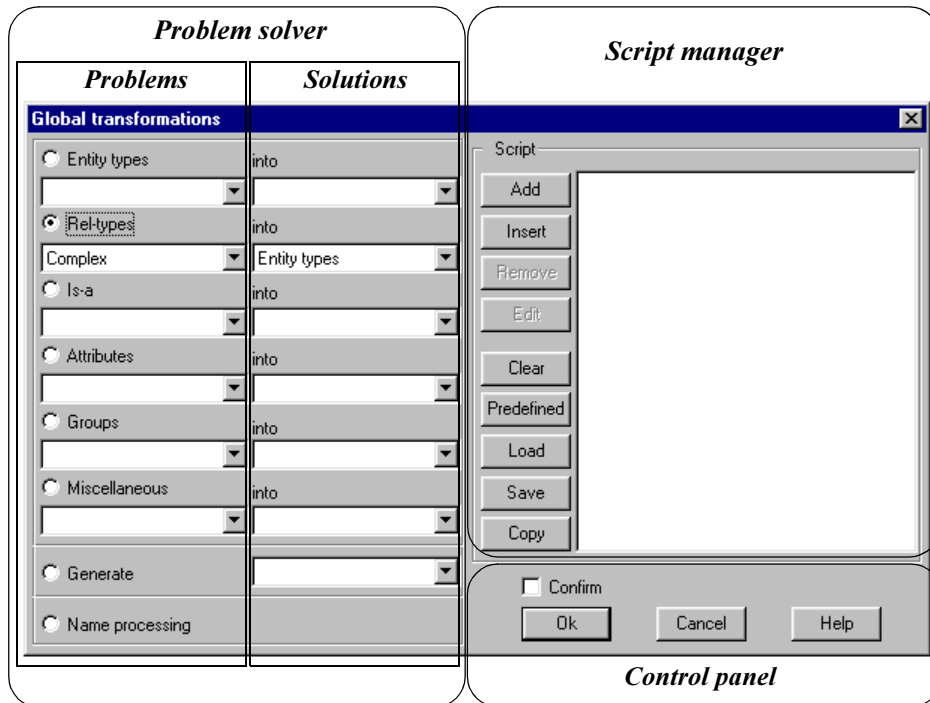 Problem solver
Script manager
Problems
Solutions
Global transformations
Entity types
into
Rel-types
into
Complex
Entity types
Is-a
into
Attributes
into
Groups
into
Miscellaneous
into
Generate
Name processing
Script
Add
Insert
Remove
Edit
Clear
Predefined
Load
Save
Copy
Confirm
Ok
Cancel
Help
Control panel